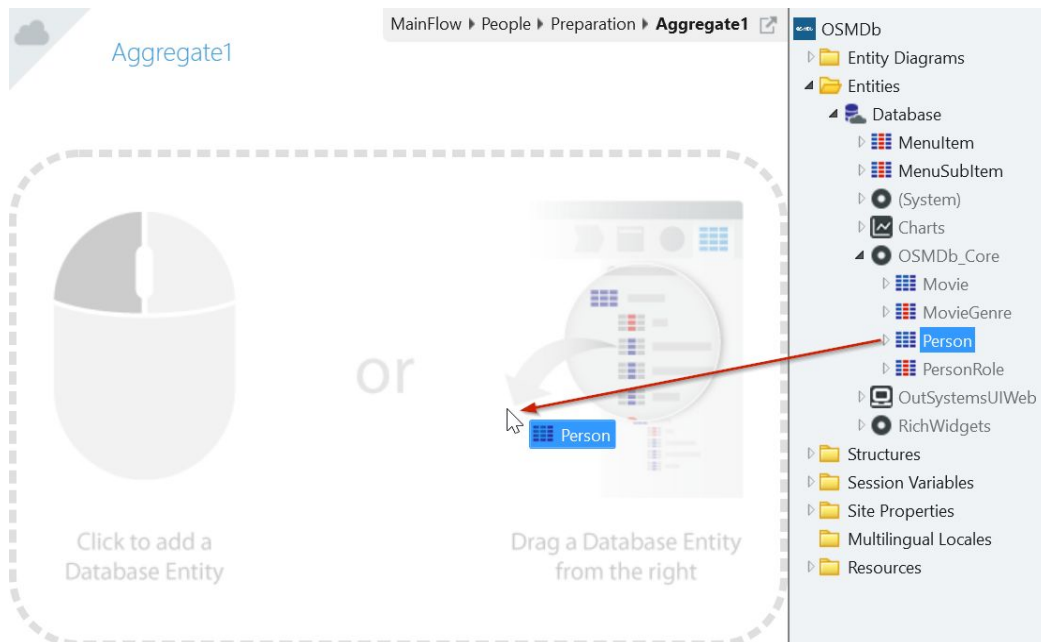 MainFlow People Preparation Aggregate1
Aggregate1
or
Person
Click to add a
Database Entity
Drag a Database Entity
from the right
OSMDb
Entity Diagrams
Entities
Database
MenuItem
MenuSubItem
(System)
Charts
OSMDb_Core
Movie
MovieGenre
Person
PersonRole
OutSystemsUIWeb
RichWidgets
Structures
Session Variables
Site Properties
Multilingual Locales
Resources